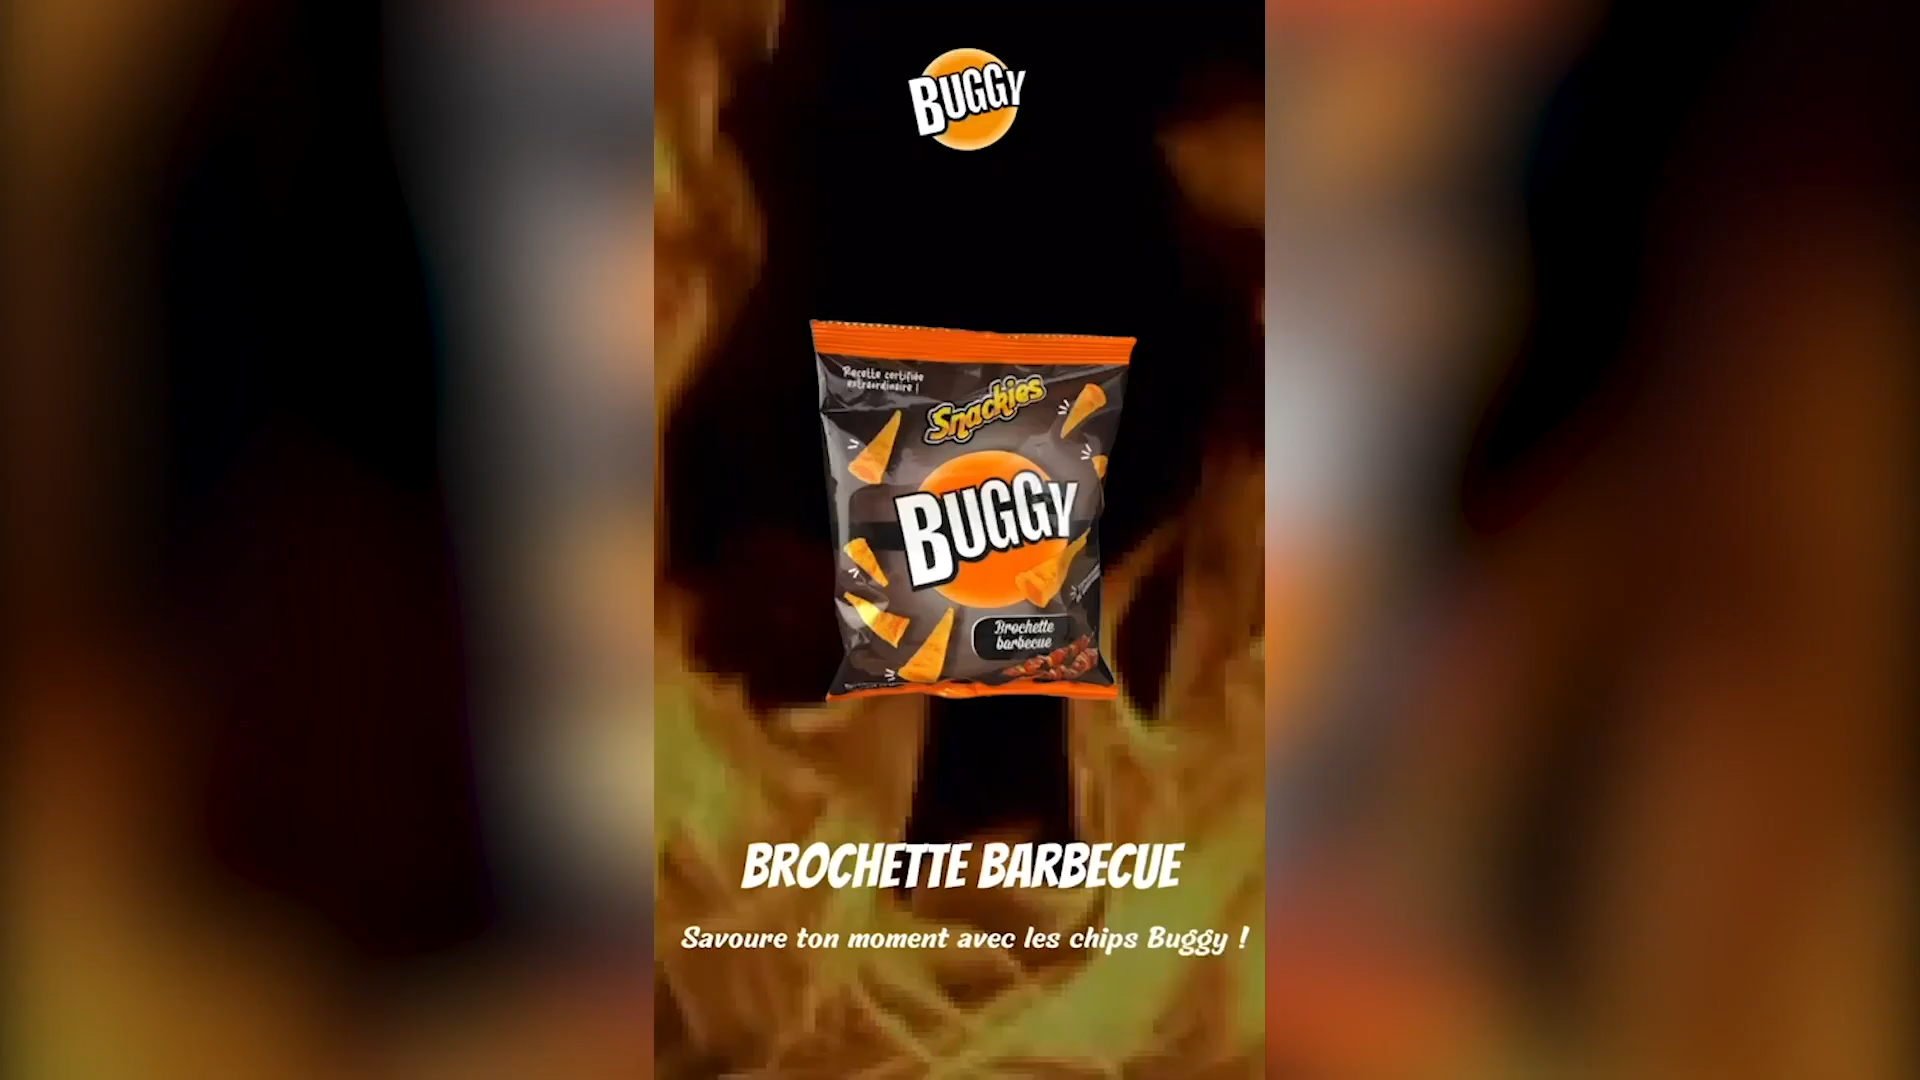 BUGGY
Recette certifiée
extraordinaire !
Snackies
BUGGY
Brochette
barbecue
BROCHETTE BARBECUE
Savoure ton moment avec les chips Buggy !